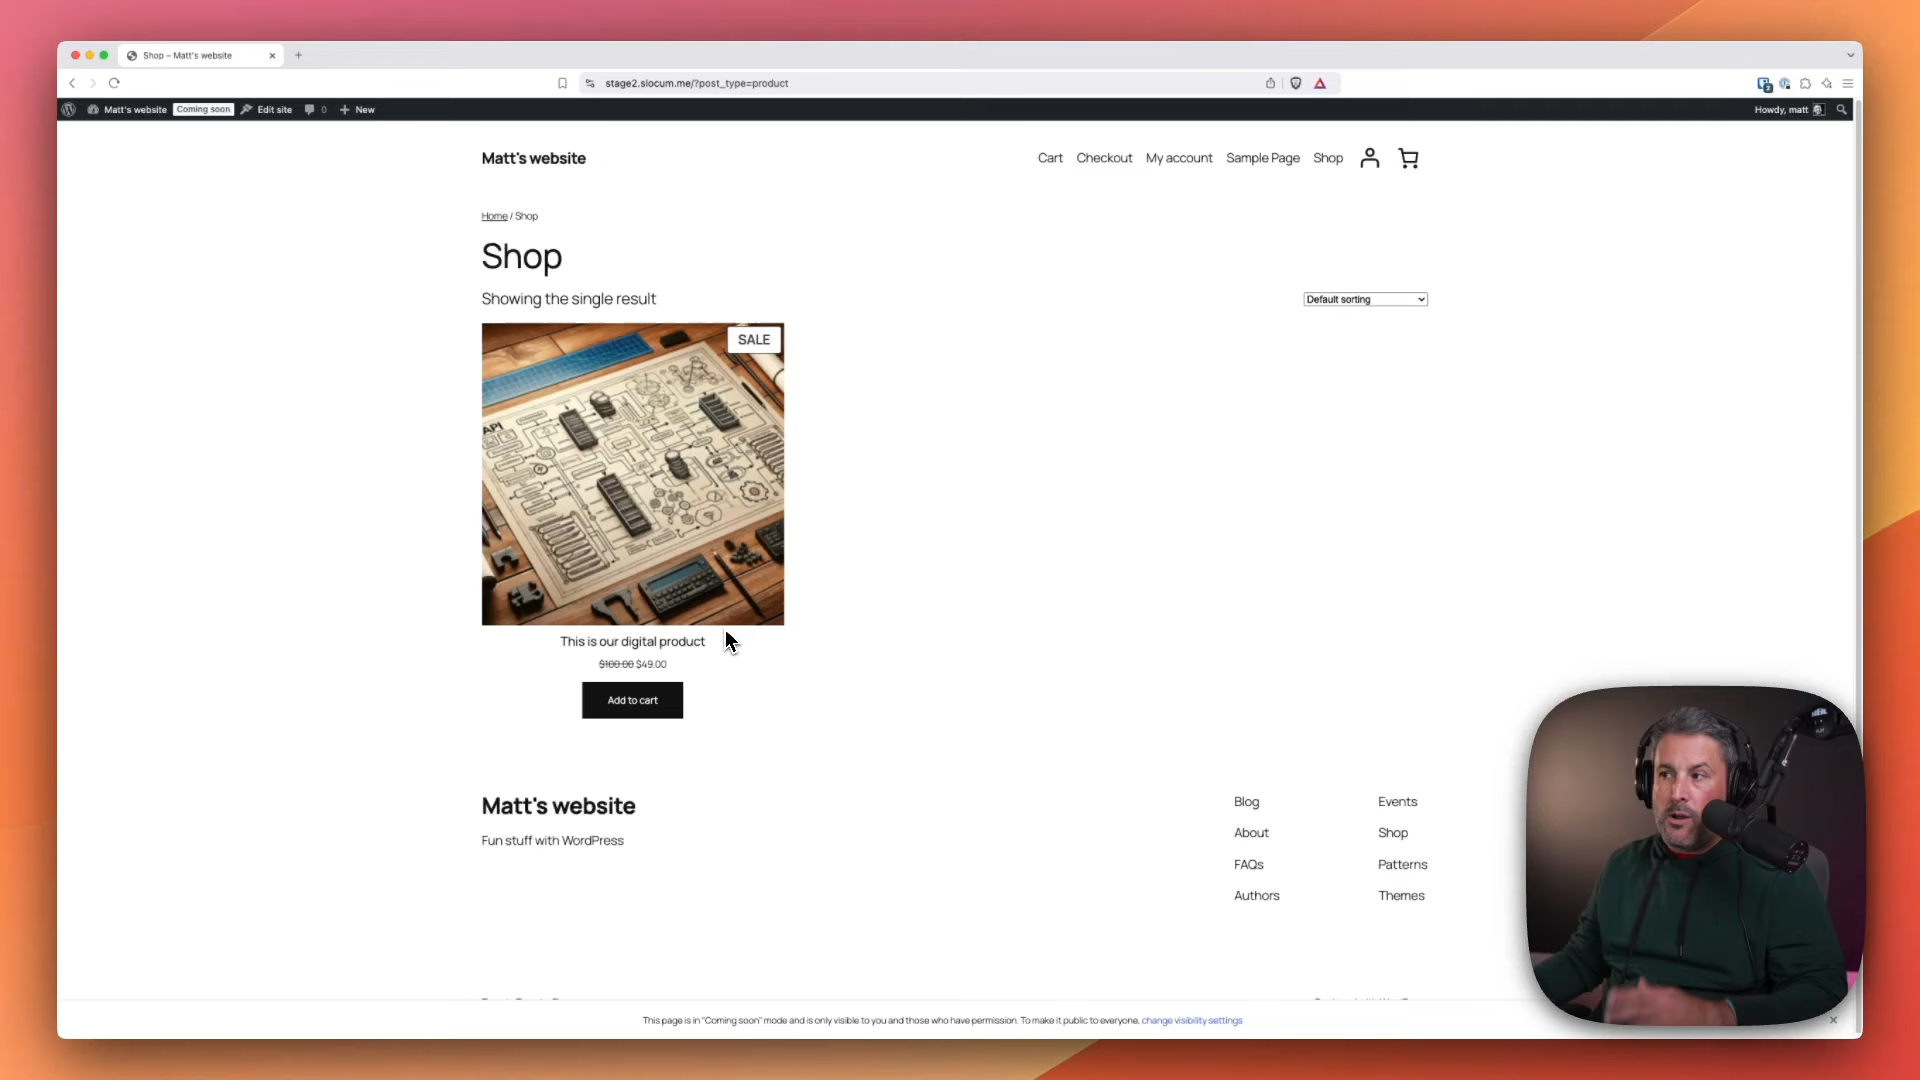 Shop – Matt's website
stage2.slocum.me/?post_type=product
Matt's website
Coming soon
Edit site
0
New
Howdy, matt
Matt's website
Cart
Checkout
My account
Sample Page
Shop
Home / Shop
Shop
Showing the single result
Default sorting
SALE
API
This is our digital product
$100.00 $49.00
Add to cart
Matt's website
Fun stuff with WordPress
Blog
About
FAQs
Authors
Events
Shop
Patterns
Themes
This page is in "Coming soon" mode and is only visible to you and those who have permission. To make it public to everyone, change visibility settings